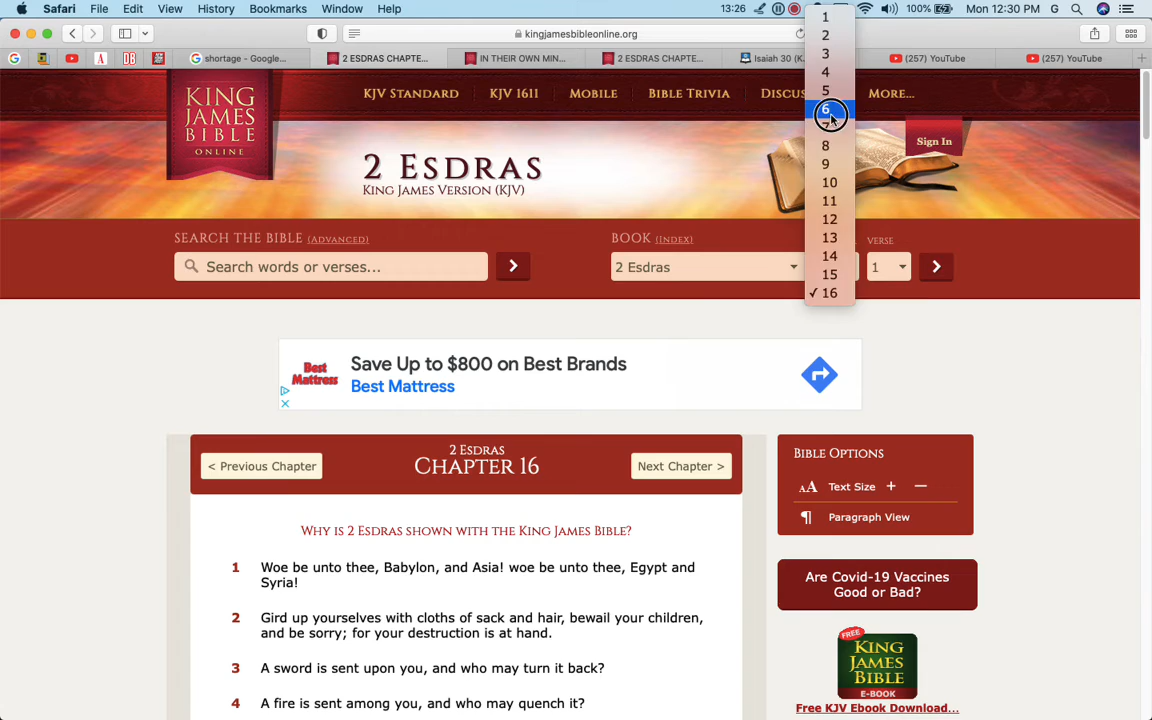 Safari File Edit View History Bookmarks Window Help 13:26 100% Mon 12:30 PM G
kingjamesbibleonline.org
shortage - Google... 2 ESDRAS CHAPTE... IN THEIR OWN MIN... 2 ESDRAS CHAPTE... Isaiah 30 (K (257) YouTube (257) YouTube
KING JAMES BIBLE ONLINE
KJV STANDARD KJV 1611 MOBILE BIBLE TRIVIA DISCUS MORE...
2 ESDRAS
KING JAMES VERSION (KJV)
Sign In
1
2
3
4
5
6
7
8
9
10
11
12
13
14
15
✓ 16
SEARCH THE BIBLE (ADVANCED) BOOK (INDEX) VERSE
Search words or verses... 2 Esdras 1
Best Mattress
Save Up to $800 on Best Brands
Best Mattress
< Previous Chapter
2 ESDRAS
CHAPTER 16
Next Chapter >
WHY IS 2 ESDRAS SHOWN WITH THE KING JAMES BIBLE?
1 Woe be unto thee, Babylon, and Asia! woe be unto thee, Egypt and
Syria!
2 Gird up yourselves with cloths of sack and hair, bewail your children,
and be sorry; for your destruction is at hand.
3 A sword is sent upon you, and who may turn it back?
4 A fire is sent among you, and who may quench it?
BIBLE OPTIONS
AA Text Size + −
¶ Paragraph View
Are Covid-19 Vaccines
Good or Bad?
FREE
KING
JAMES
BIBLE
E-BOOK
Free KJV Ebook Download...